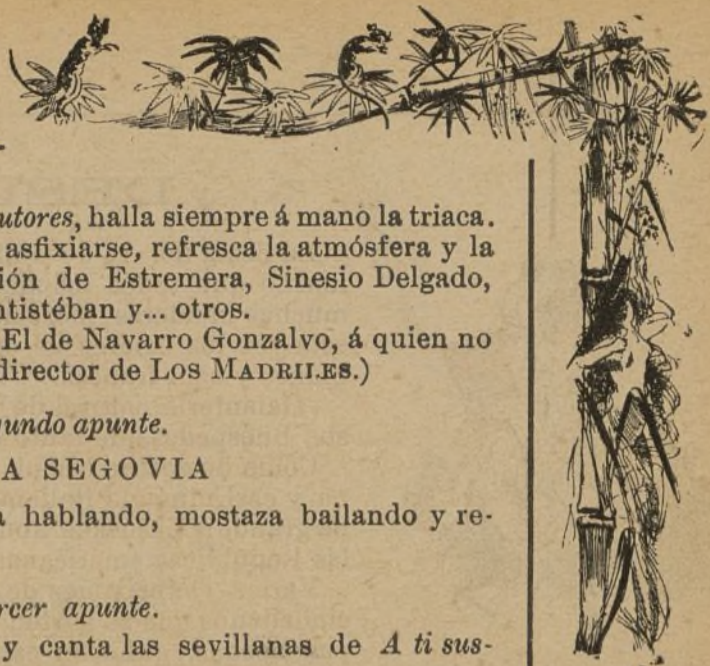 utores, halla siempre á mano la triaca.
asfixiarse, refresca la atmósfera y la
ión de Estremera, Sinesio Delgado,
ntistéban y... otros.
El de Navarro Gonzalvo, á quien no
director de LOS MADRILES.)
gundo apunte.
A SEGOVIA
a hablando, mostaza bailando y re-
rcer apunte.
y canta las sevillanas de A ti sus-